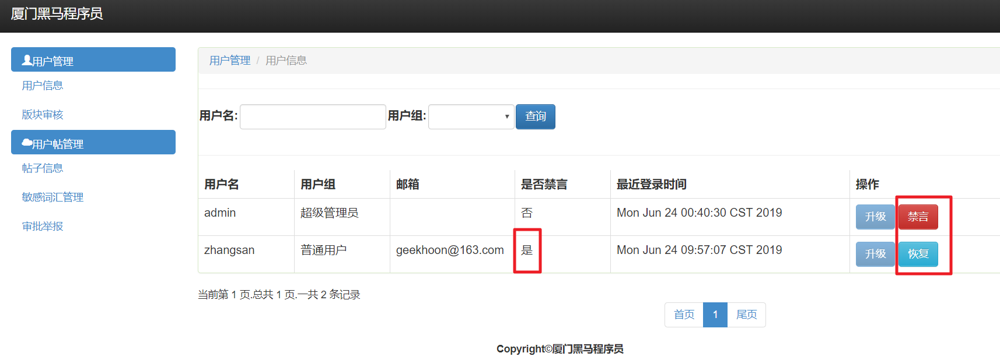 厦门黑马程序员
用户管理
用户信息
版块审核
用户帖管理
帖子信息
敏感词汇管理
审批举报
用户管理 / 用户信息
用户名: 用户组: 查询
用户名 用户组 邮箱 是否禁言 最近登录时间 操作
admin 超级管理员 否 Mon Jun 24 00:40:30 CST 2019 升级 禁言
zhangsan 普通用户 geekhoon@163.com 是 Mon Jun 24 09:57:07 CST 2019 升级 恢复
当前第 1 页.总共 1 页.一共 2 条记录
首页 1 尾页
Copyright©厦门黑马程序员